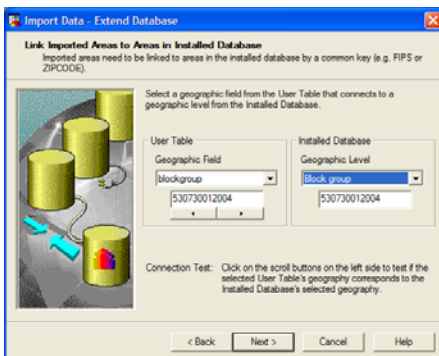 Import Data - Extend Database
Link Imported Areas to Areas in Installed Database
Imported areas need to be linked to areas in the installed database by a common key (e.g. FIPS or
ZIPCODE).
Select a geographic field from the User Table that connects to a
geographic level from the Installed Database.
User Table
Installed Database
Geographic Field
Geographic Level
blockgroup
Block group
530730012004
530730012004
Connection Test: Click on the scroll buttons on the left side to test if the
selected User Table's geography corresponds to the
Installed Database's selected geography.
< Back
Next >
Cancel
Help